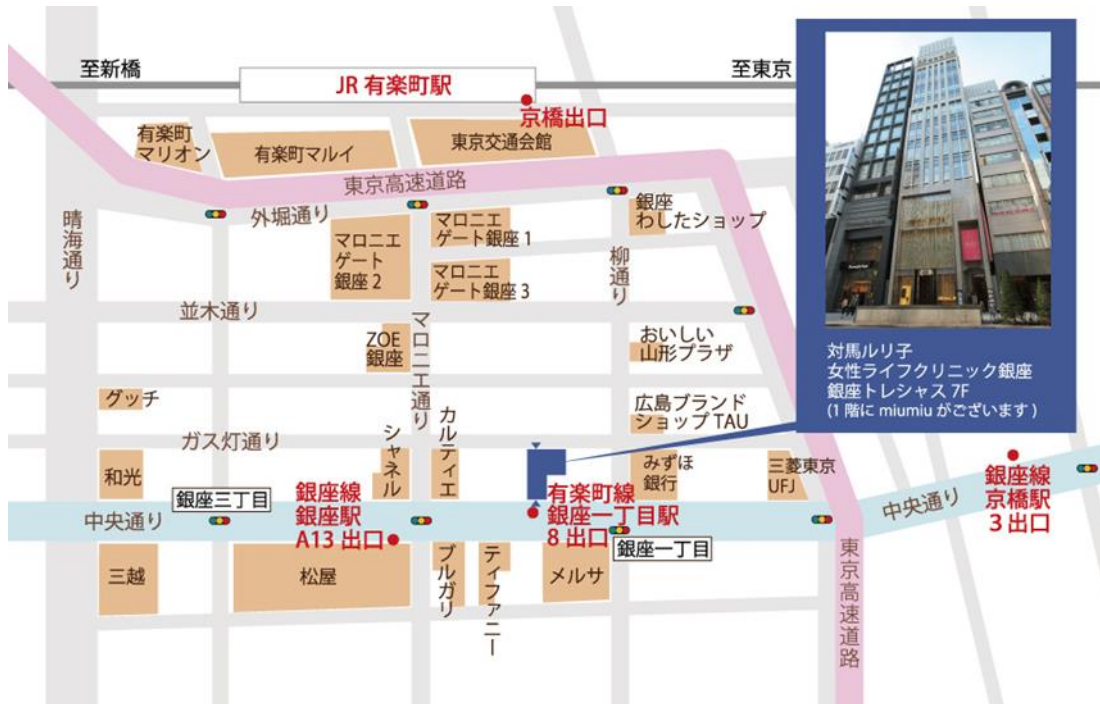 至新橋
JR 有楽町駅
至東京
京橋出口
有楽町
マリオン
有楽町マルイ
東京交通会館
東京高速道路
銀座
わしたショップ
外堀通り
晴海通り
マロニエ
ゲート
銀座 2
マロニエ
ゲート銀座 1
マロニエ
ゲート銀座 3
柳通り
並木通り
マロニエ通り
ZOE
銀座
おいしい
山形プラザ
対馬ルリ子
女性ライフクリニック銀座
銀座トレシャス 7F
(1 階に miumiu がございます )
グッチ
広島ブランド
ショップ TAU
ガス灯通り
シャネル
カルティエ
和光
みずほ
銀行
三菱東京
UFJ
銀座三丁目
銀座線
銀座駅
A13 出口
有楽町線
銀座一丁目駅
8 出口
銀座線
京橋駅
3 出口
中央通り
中央通り
銀座一丁目
三越
松屋
ブルガリ
ティファニー
メルサ
東京高速道路